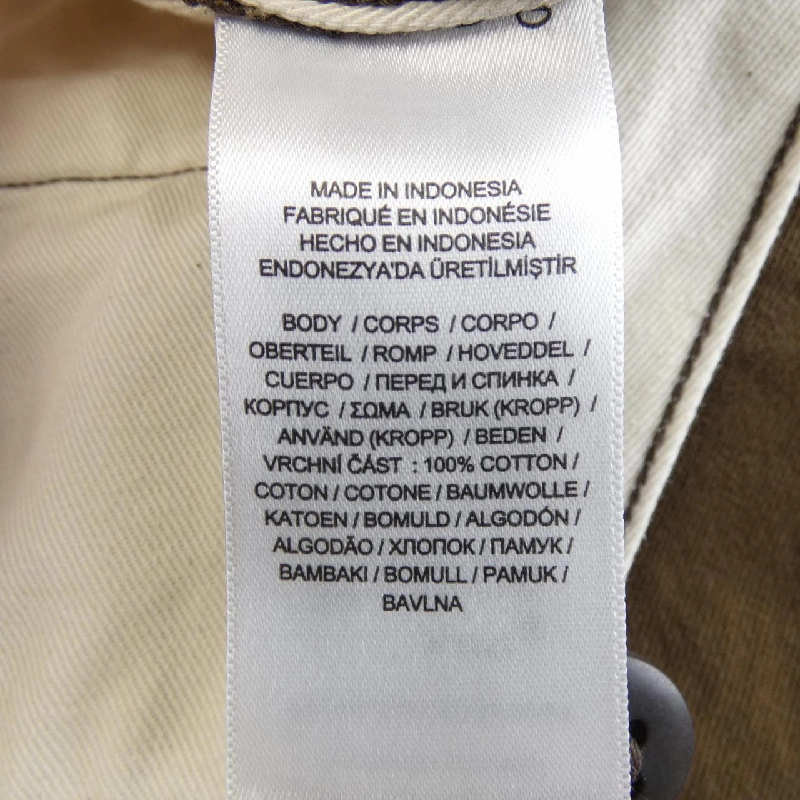 MADE IN INDONESIA
FABRIQUÉ EN INDONÉSIE
HECHO EN INDONESIA
ENDONEZYA'DA ÜRETİLMİŞTİR
BODY / CORPS / CORPO /
OBERTEIL / ROMP / HOVEDDEL /
CUERPO / ПЕРЕД И СПИНКА /
КОРПУС / ΣΩΜΑ / BRUK (KROPP) /
ANVÄND (KROPP) / BEDEN /
VRCHNÍ ČÁST : 100% COTTON /
COTON / COTONE / BAUMWOLLE /
KATOEN / BOMULD / ALGODÓN /
ALGODÃO / ХЛОПОК / ПАМУК /
BAMBAKI / BOMULL / PAMUK /
BAVLNA